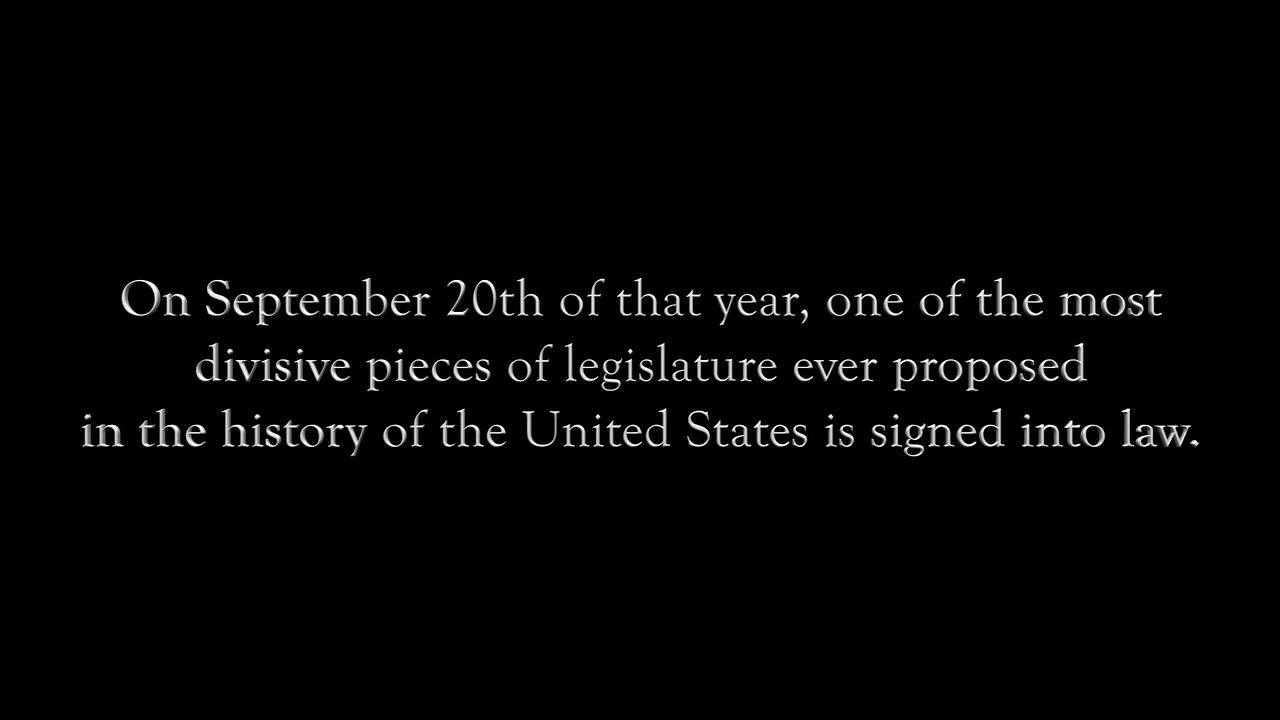 On September 20th of that year, one of the most
divisive pieces of legislature ever proposed
in the history of the United States is signed into law.